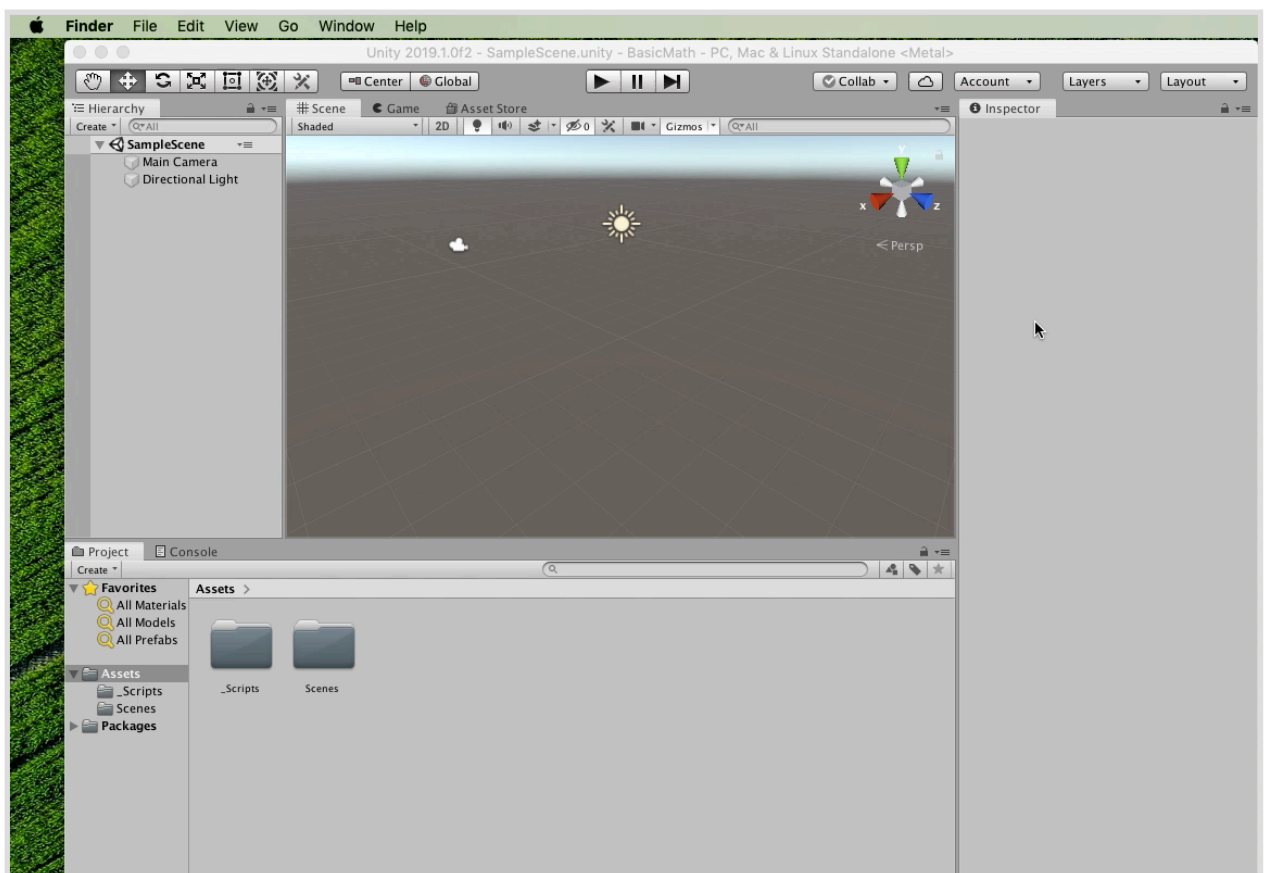 Finder File Edit View Go Window Help
Unity 2019.1.0f2 - SampleScene.unity - BasicMath - PC, Mac & Linux Standalone <Metal>
Center Global Collab Account Layers Layout
Hierarchy
Create All
SampleScene
Main Camera
Directional Light
Scene Game Asset Store
Shaded 2D 0 Gizmos All
Y
x z
Persp
Inspector
Project Console
Create
Favorites
All Materials
All Models
All Prefabs
Assets
_Scripts
Scenes
Packages
Assets >
_Scripts Scenes